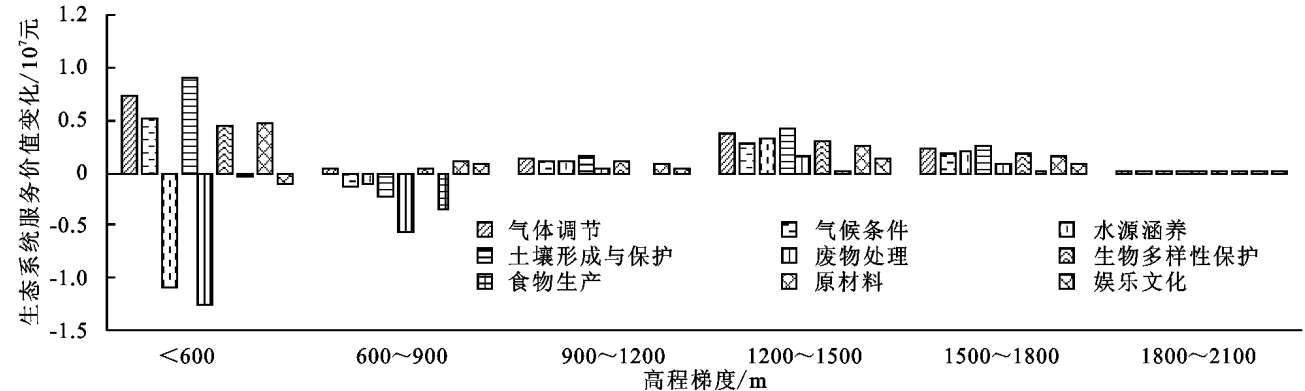 生态系统服务价值变化/10⁷元
1.2
1.0
0.5
0
-0.5
-1.0
-1.5
气体调节 气候条件 水源涵养
土壤形成与保护 废物处理 生物多样性保护
食物生产 原材料 娱乐文化
<600 600～900 900～1200 1200～1500 1500～1800 1800～2100
高程梯度/m